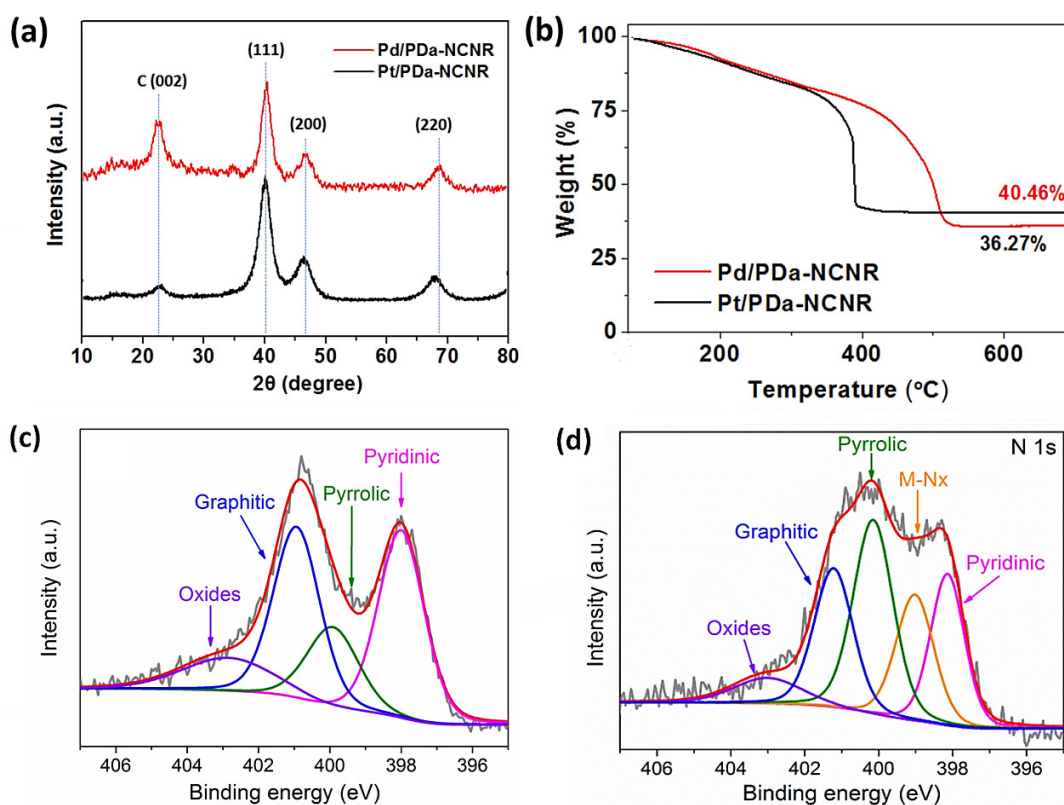 (a)
Pd/PDa-NCNR
Pt/PDa-NCNR
(111)
C (002)
(200)
(220)
Intensity (a.u.)
10 20 30 40 50 60 70 80
2θ (degree)
(b)
100
75
50
25
0
Weight (%)
40.46%
36.27%
Pd/PDa-NCNR
Pt/PDa-NCNR
200 400 600
Temperature (°C)
(c)
Pyridinic
Graphitic
Pyrrolic
Oxides
Intensity (a.u.)
406 404 402 400 398 396
Binding energy (eV)
(d)
N 1s
Pyrrolic
M-Nx
Graphitic
Pyridinic
Oxides
Intensity (a.u.)
406 404 402 400 398 396
Binding energy (eV)